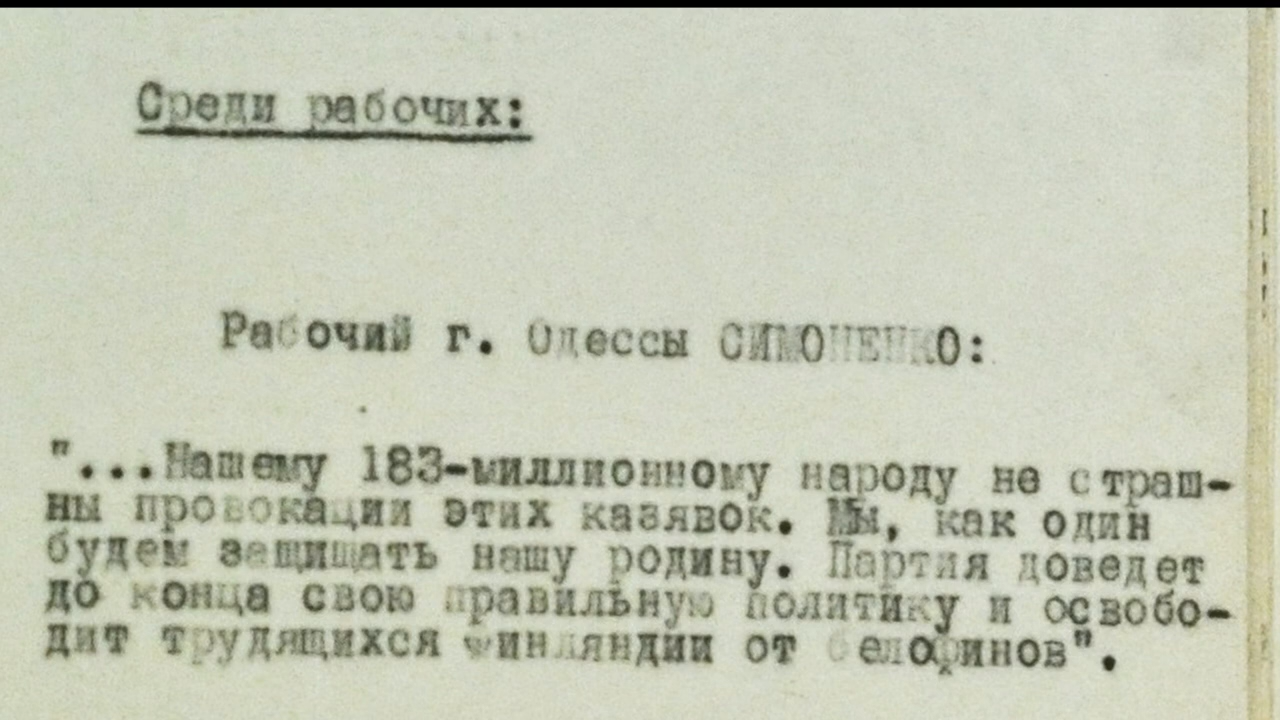 Среди рабочих:
Рабочий г. Одессы СИМОНЕНКО:
"...Нашему 183-миллионному народу не страш-
ны провокации этих казявок. Мы, как один
будем защищать нашу родину. Партия доведет
до конца свою правильную политику и освобо-
дит трудящихся Финляндии от белофинов".